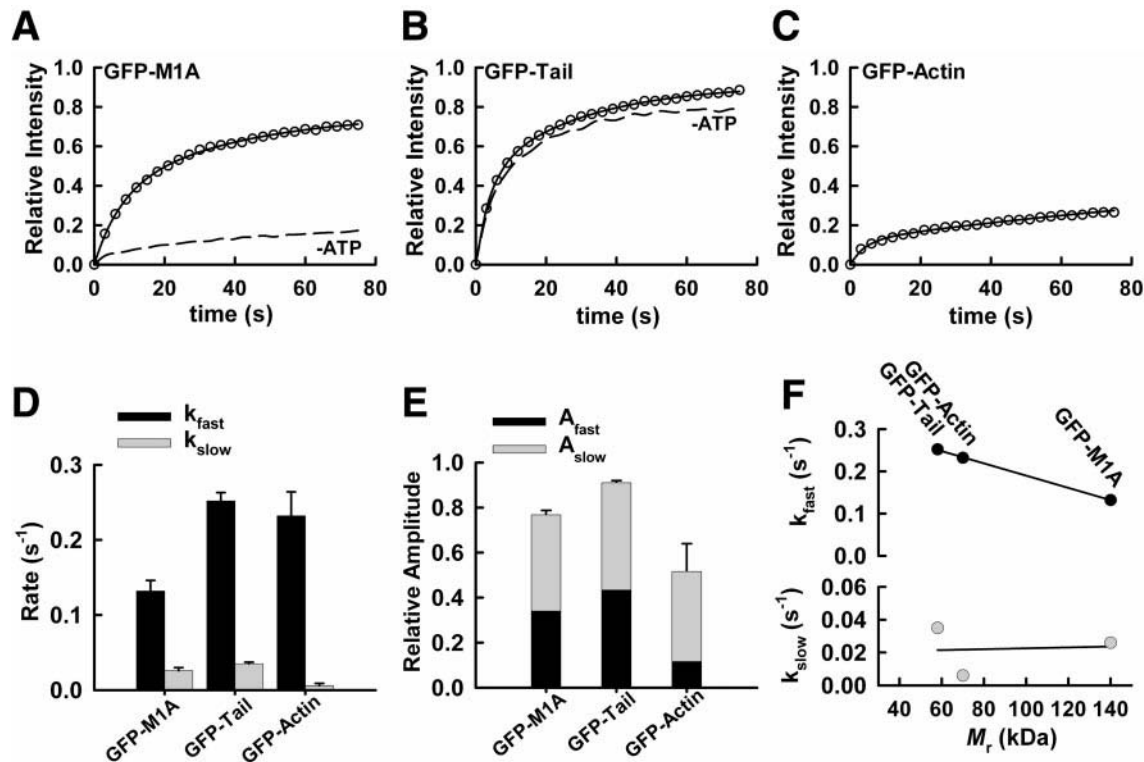 A
GFP-M1A
Relative Intensity
1.0
0.8
0.6
0.4
0.2
0.0
-ATP
0 20 40 60 80
time (s)
B
GFP-Tail
Relative Intensity
1.0
0.8
0.6
0.4
0.2
0.0
-ATP
0 20 40 60 80
time (s)
C
GFP-Actin
Relative Intensity
1.0
0.8
0.6
0.4
0.2
0.0
0 20 40 60 80
time (s)
D
kfast
kslow
Rate (s-1)
0.3
0.2
0.1
0.0
GFP-M1A
GFP-Tail
GFP-Actin
E
Afast
Aslow
Relative Amplitude
1.0
0.8
0.6
0.4
0.2
0.0
GFP-M1A
GFP-Tail
GFP-Actin
F
GFP-Tail
GFP-Actin
GFP-M1A
kfast (s-1)
0.3
0.2
0.1
0.0
kslow (s-1)
0.06
0.04
0.02
0.00
40 60 80 100 120 140
Mr (kDa)